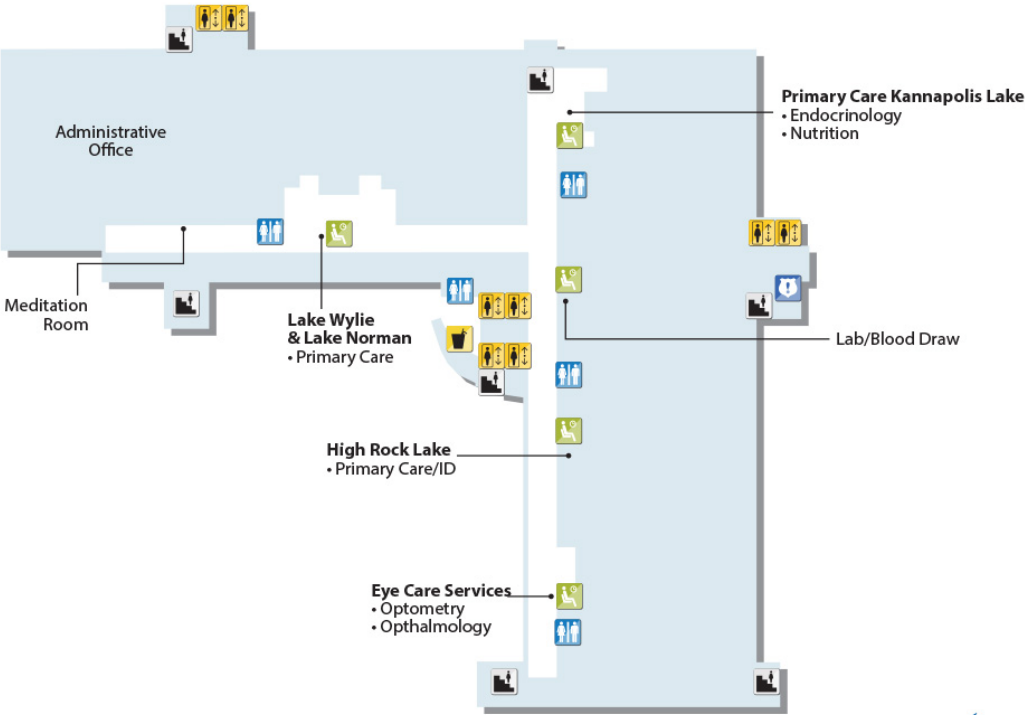 Primary Care Kannapolis Lake
• Endocrinology
• Nutrition
Administrative
Office
Meditation
Room
Lake Wylie
& Lake Norman
• Primary Care
Lab/Blood Draw
High Rock Lake
• Primary Care/ID
Eye Care Services
• Optometry
• Opthalmology